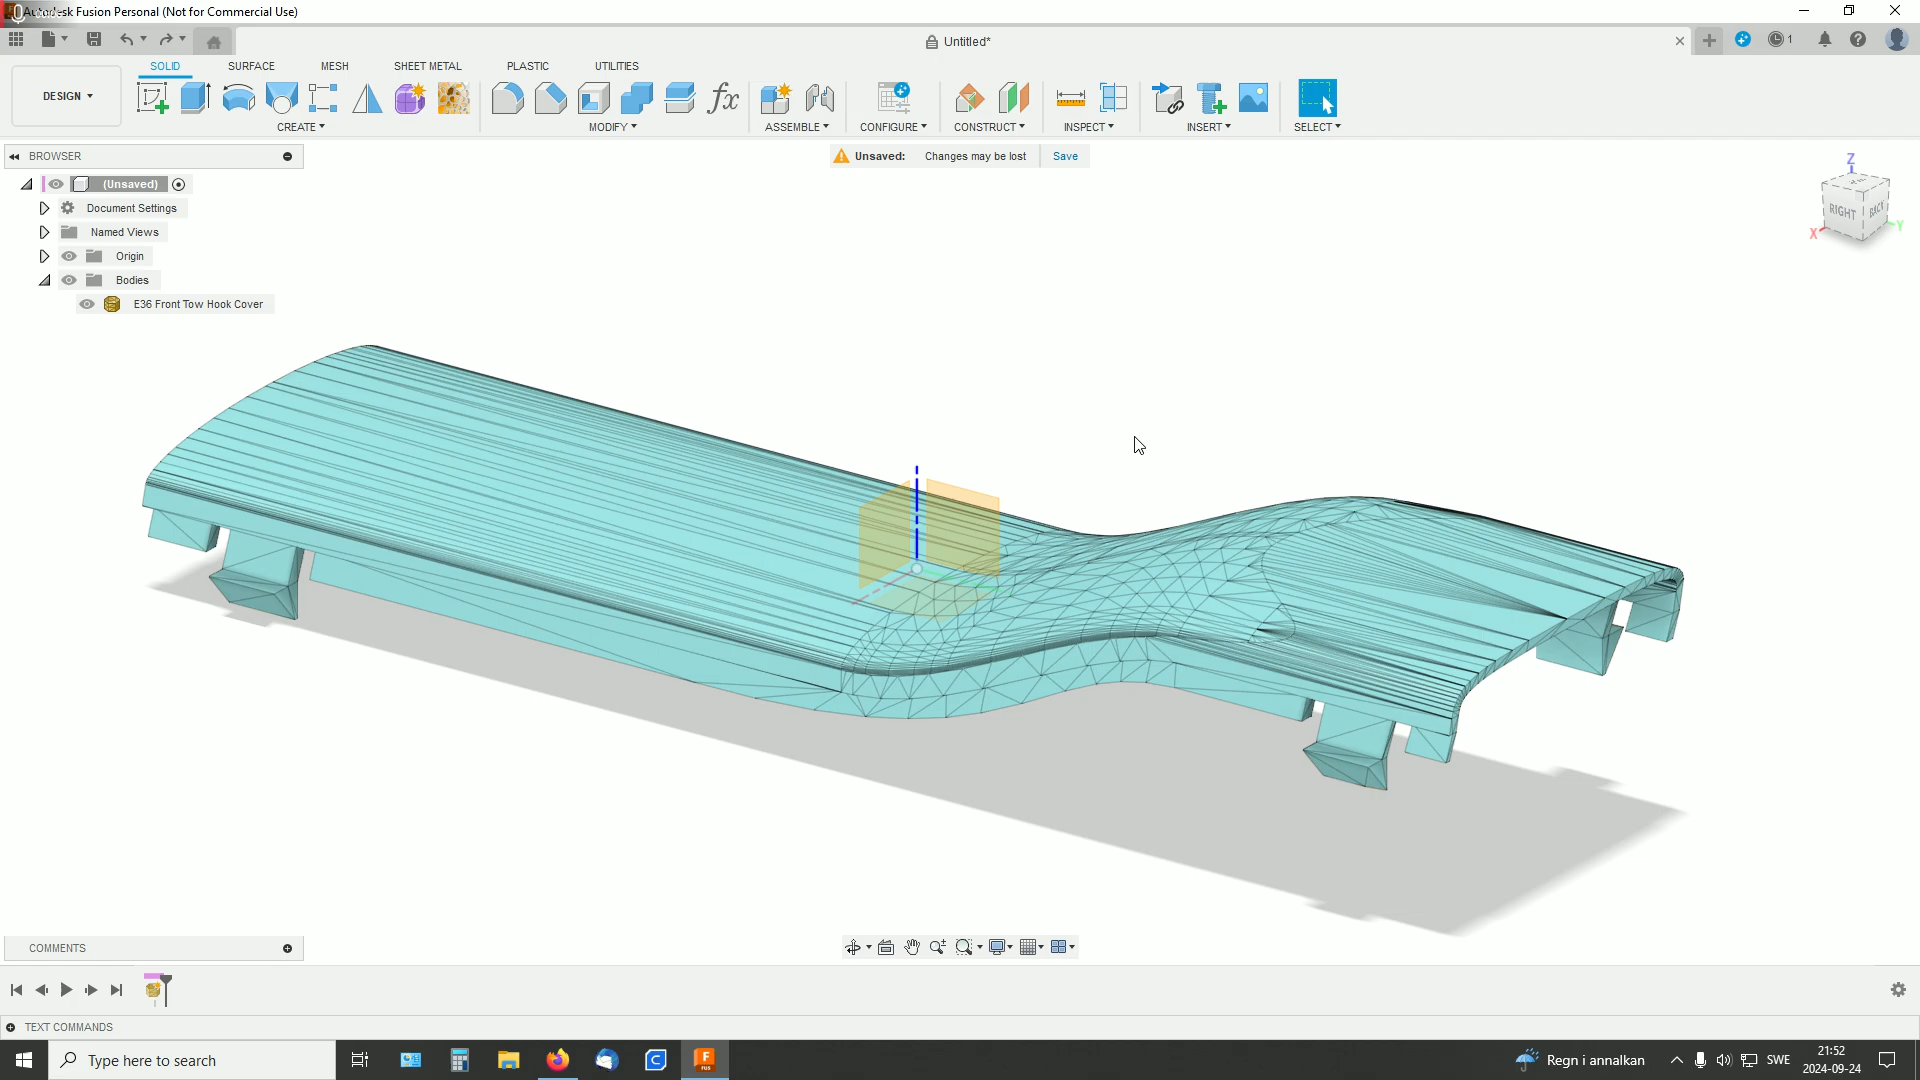 Autodesk Fusion Personal (Not for Commercial Use)
Untitled*
1
SOLID
SURFACE
MESH
SHEET METAL
PLASTIC
UTILITIES
DESIGN
fx
CREATE
MODIFY
ASSEMBLE
CONFIGURE
CONSTRUCT
INSPECT
INSERT
SELECT
BROWSER
Unsaved: Changes may be lost
Save
(Unsaved)
Document Settings
Named Views
Origin
Bodies
E36 Front Tow Hook Cover
Z
RIGHT
BACK
X
Y
COMMENTS
TEXT COMMANDS
Type here to search
C
F
FUS
Regn i annalkan
SWE
21:52
2024-09-24